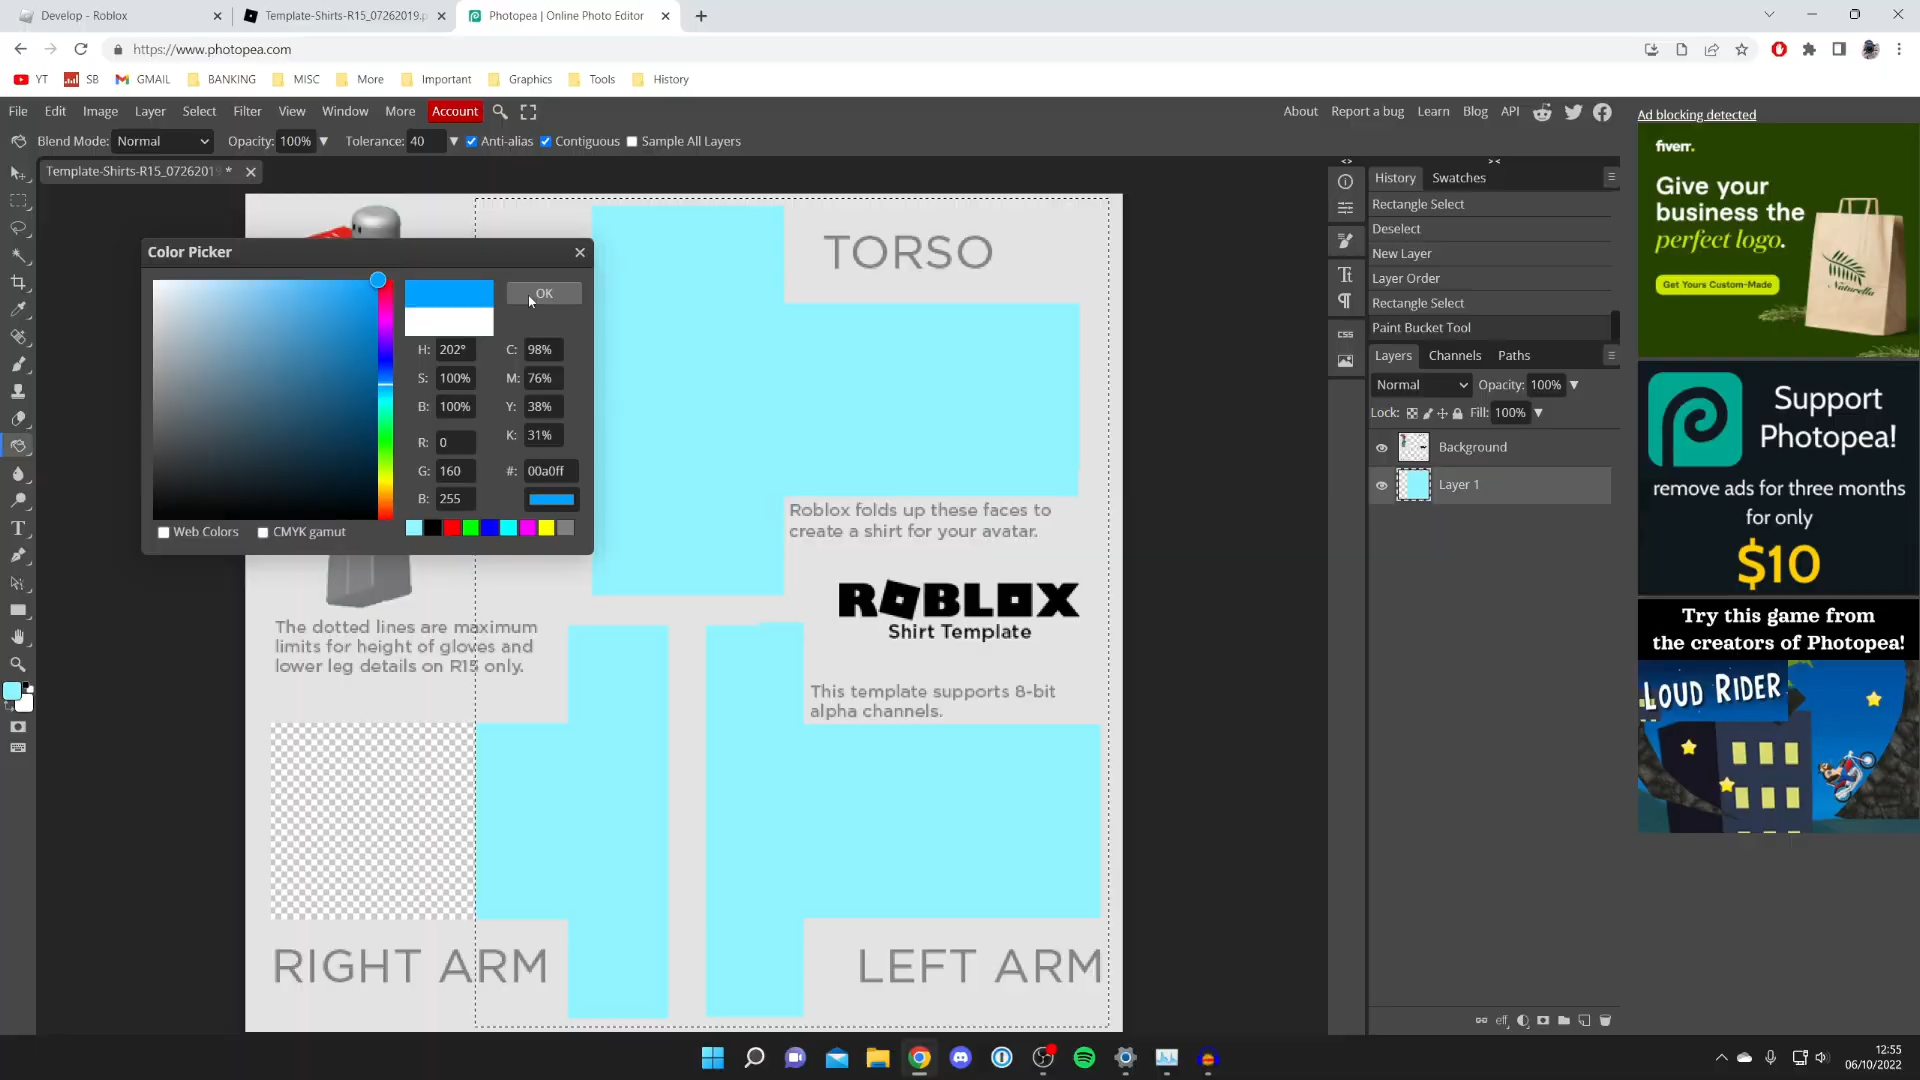 Develop - Roblox
Template-Shirts-R15_07262019.p
Photopea | Online Photo Editor
https://www.photopea.com
YT
SB
GMAIL
BANKING
MISC
More
Important
Graphics
Tools
History
File Edit Image Layer Select Filter View Window More Account
About Report a bug Learn Blog API
Blend Mode: Normal Opacity: 100% Tolerance: 40 Anti-alias Contiguous Sample All Layers
Template-Shirts-R15_07262019 *
Color Picker
OK
H: 202° C: 98%
S: 100% M: 76%
B: 100% Y: 38%
R: 0 K: 31%
G: 160 #: 00a0ff
B: 255
Web Colors CMYK gamut
TORSO
Roblox folds up these faces to
create a shirt for your avatar.
ROBLOX
Shirt Template
The dotted lines are maximum
limits for height of gloves and
lower leg details on R15 only.
This template supports 8-bit
alpha channels.
RIGHT ARM
LEFT ARM
History Swatches
Rectangle Select
Deselect
New Layer
Layer Order
Rectangle Select
Paint Bucket Tool
Layers Channels Paths
Normal Opacity: 100%
Lock: Fill: 100%
Background
Layer 1
CSS
eff
Ad blocking detected
fiverr.
Give your
business the
perfect logo.
Get Yours Custom-Made
Naturella
Support
Photopea!
remove ads for three months
for only
$10
Try this game from
the creators of Photopea!
LOUD RIDER
12:55
06/10/2022